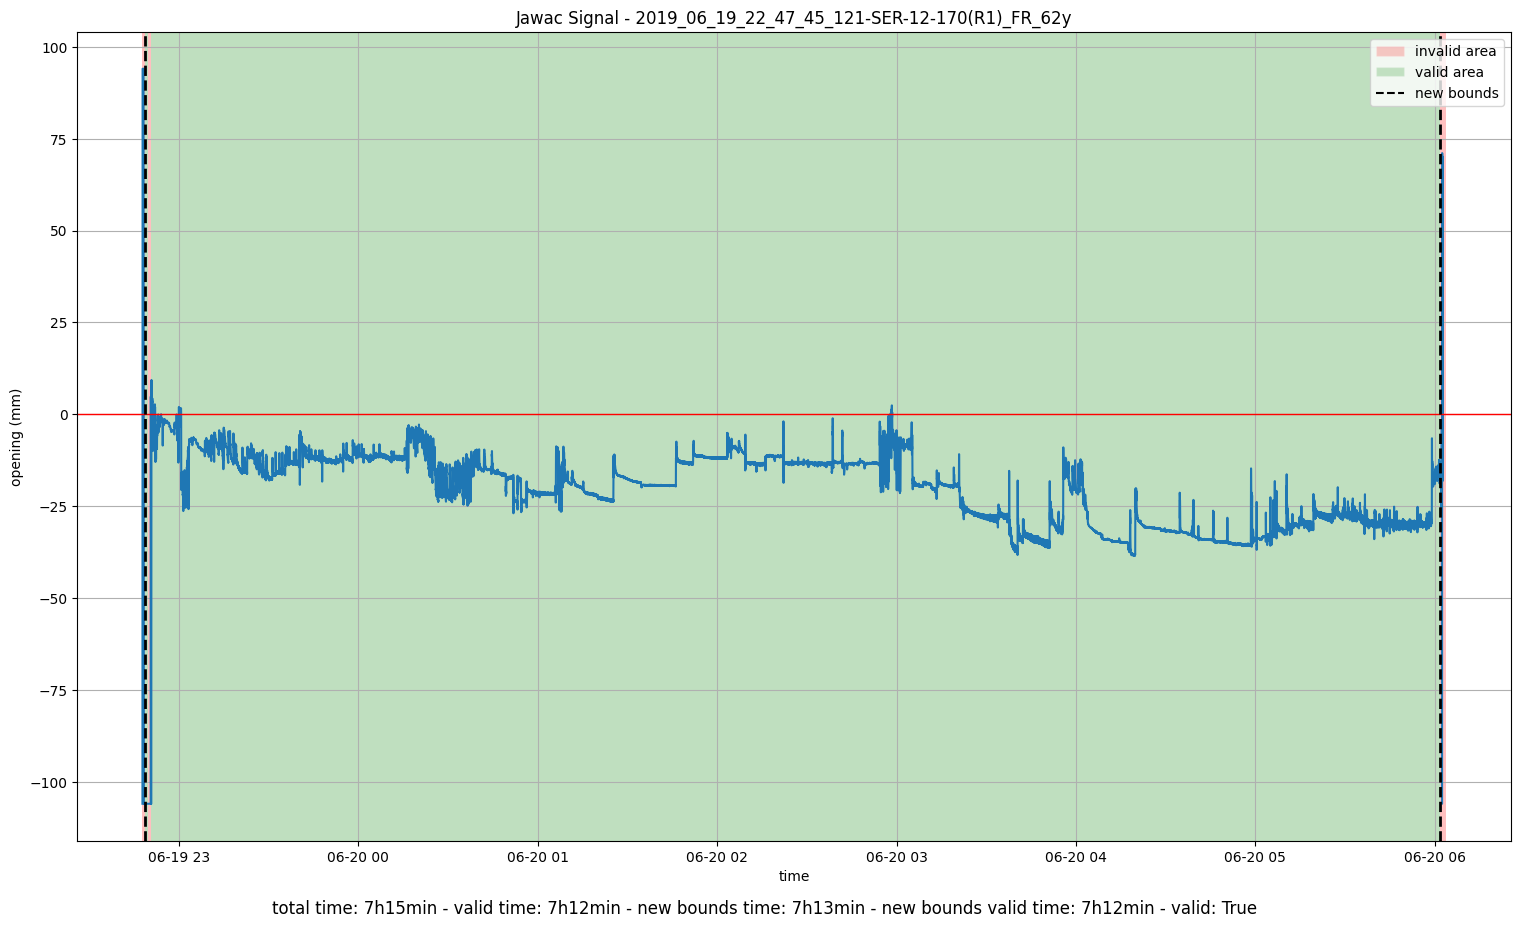 Jawac Signal - 2019_06_19_22_47_45_121-SER-12-170(R1)_FR_62y
invalid area
valid area
new bounds
100
75
50
25
0
−25
−50
−75
−100
opening (mm)
06-19 23
06-20 00
06-20 01
06-20 02
06-20 03
06-20 04
06-20 05
06-20 06
time
total time: 7h15min - valid time: 7h12min - new bounds time: 7h13min - new bounds valid time: 7h12min - valid: True